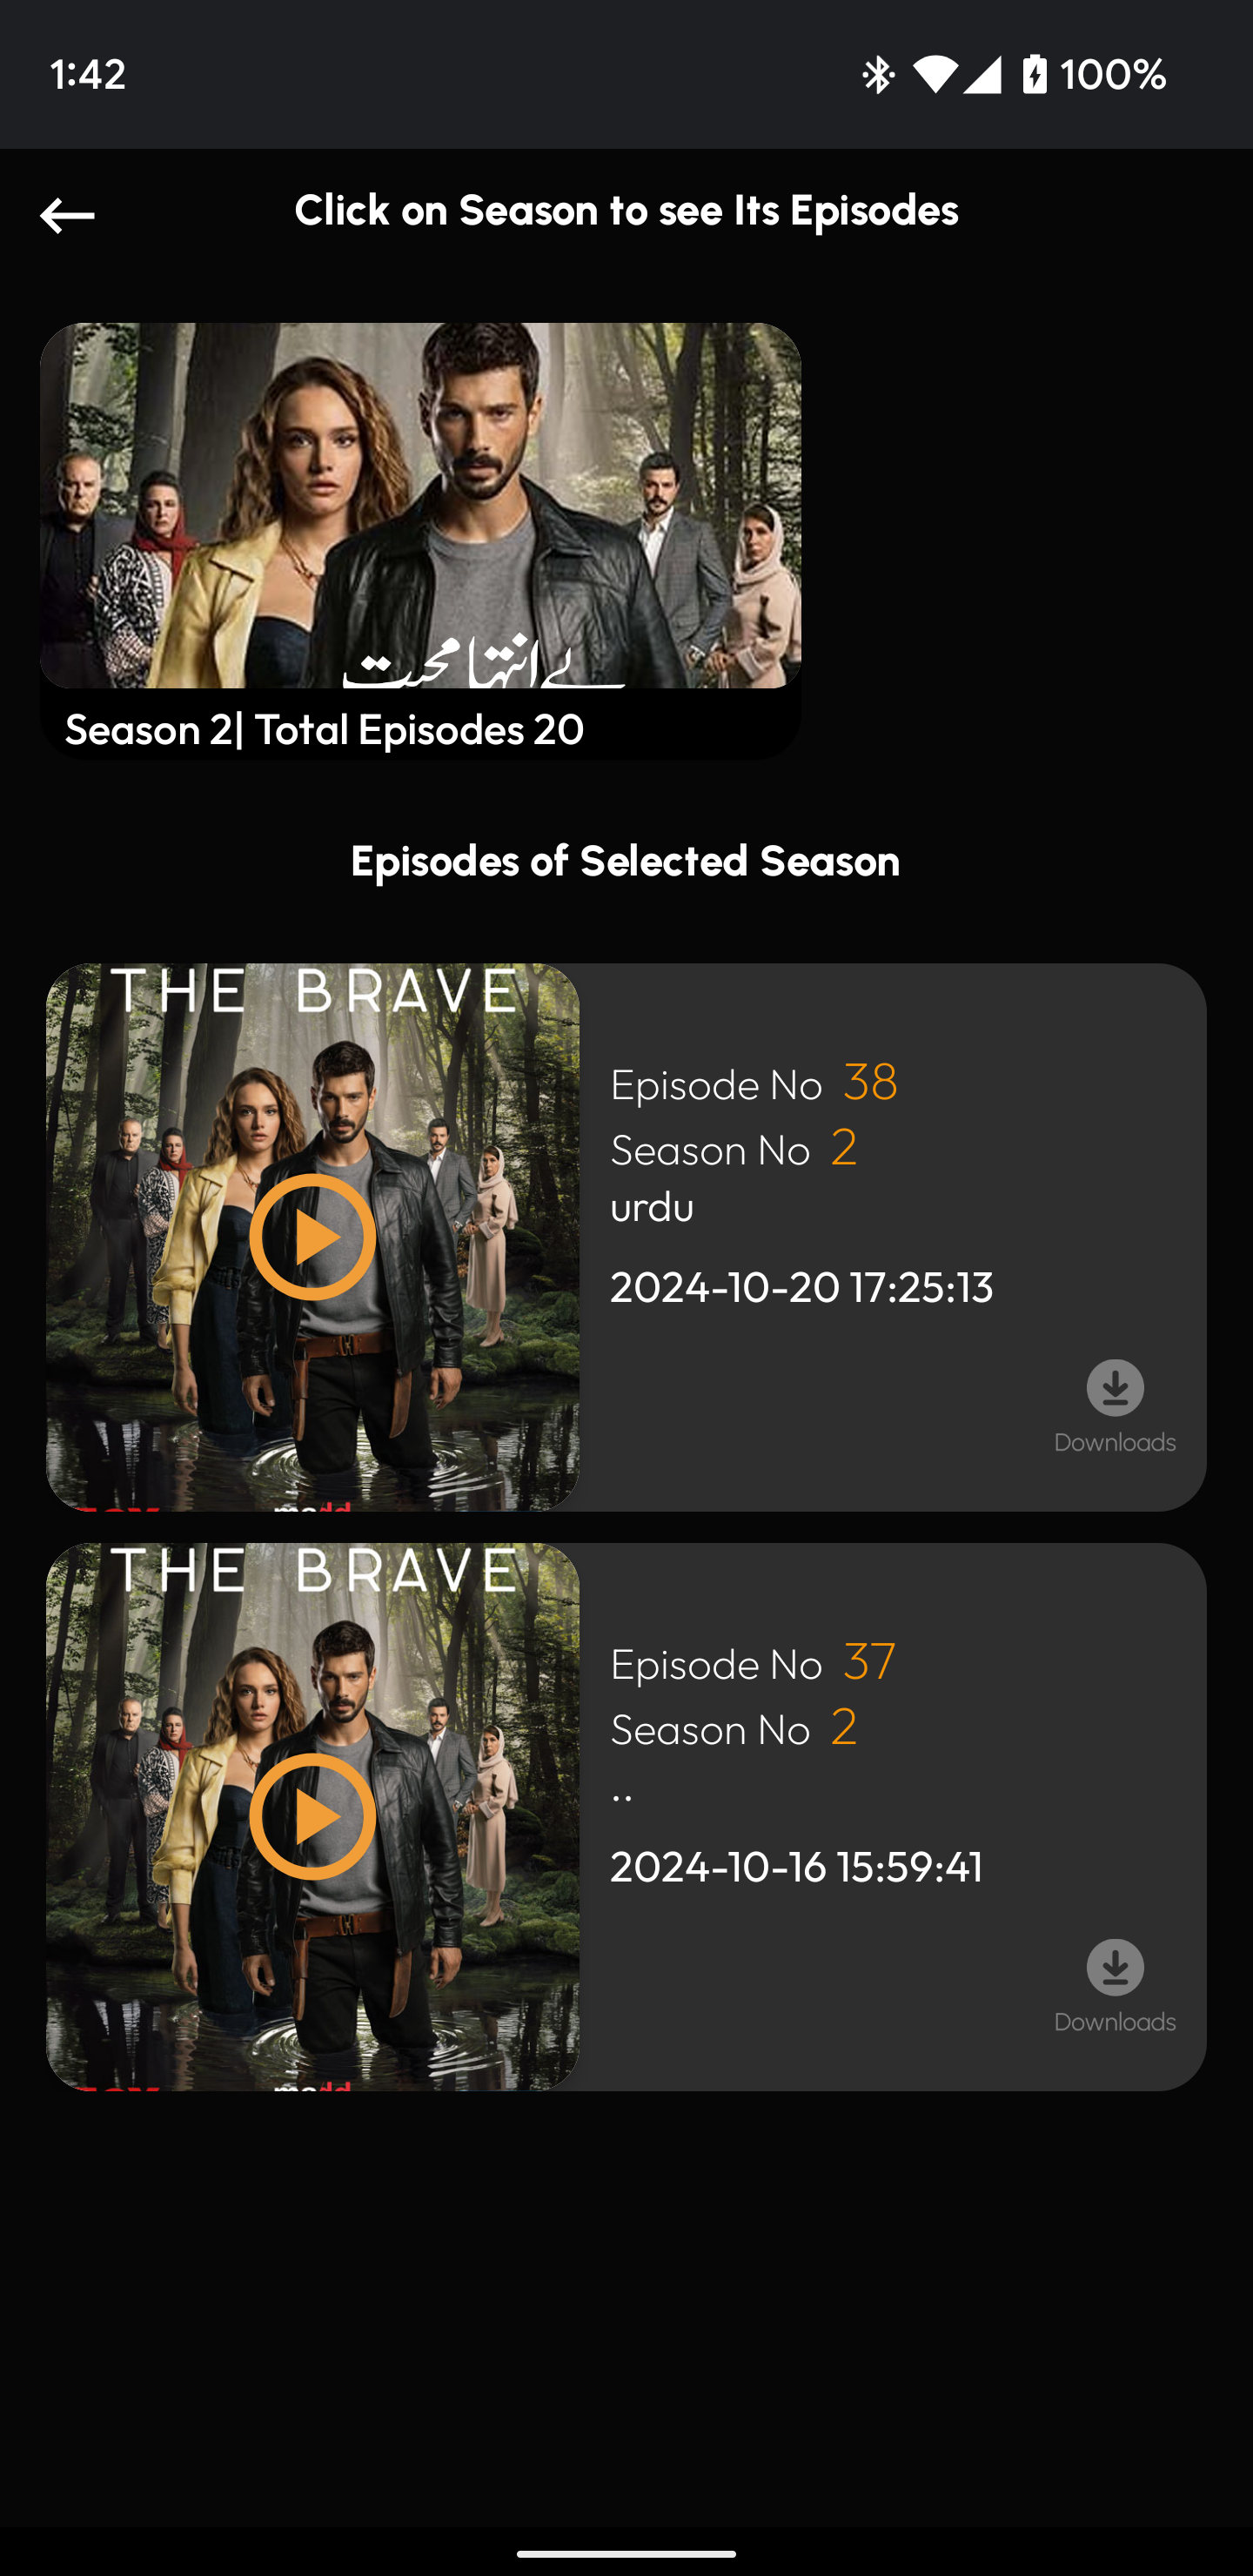 1:42
100%
Click on Season to see Its Episodes
بے انتہا محبت
Season 2| Total Episodes 20
Episodes of Selected Season
THE BRAVE
Episode No 38
Season No 2
urdu
2024-10-20 17:25:13
Downloads
THE BRAVE
Episode No 37
Season No 2
..
2024-10-16 15:59:41
Downloads